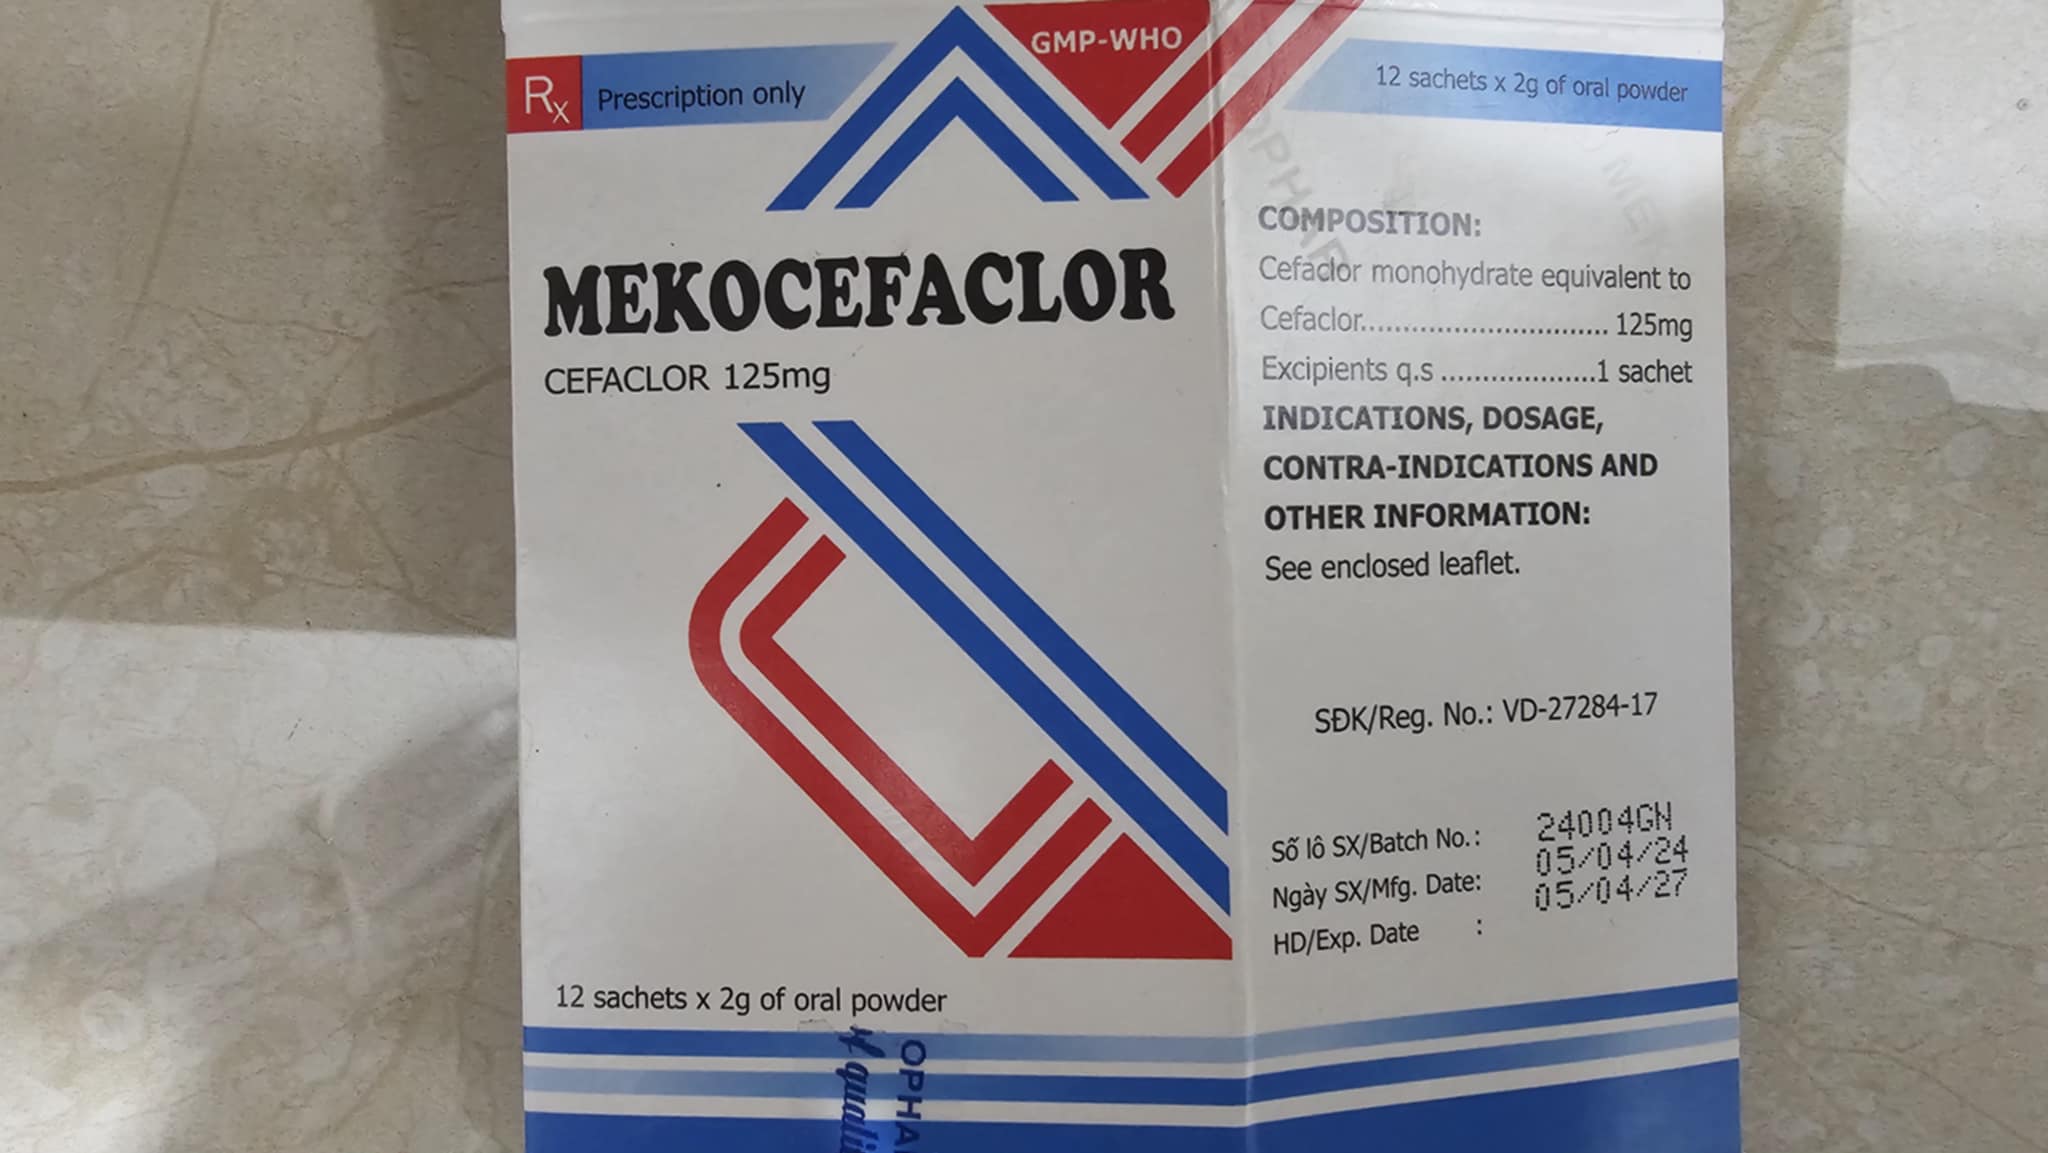 Rx Prescription only
GMP-WHO
MEKOCEFACLOR
CEFACLOR 125mg
12 sachets x 2g of oral powder
12 sachets x 2g of oral powder
COMPOSITION:
Cefaclor monohydrate equivalent to
Cefaclor............................ 125mg
Excipients q.s ...................1 sachet
INDICATIONS, DOSAGE,
CONTRA-INDICATIONS AND
OTHER INFORMATION:
See enclosed leaflet.
SĐK/Reg. No.: VD-27284-17
Số lô SX/Batch No.: 24004GN
Ngày SX/Mfg. Date: 05/04/24
HD/Exp. Date : 05/04/27